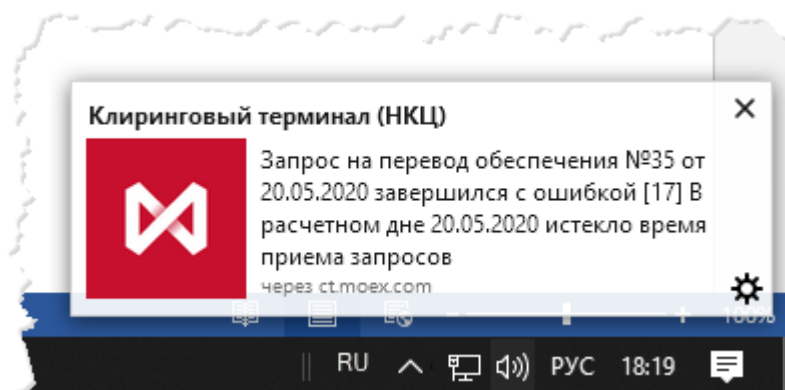 Клиринговый терминал (НКЦ)
Запрос на перевод обеспечения №35 от
20.05.2020 завершился с ошибкой [17] В
расчетном дне 20.05.2020 истекло время
приема запросов
через ct.moex.com
100%
RU
РУС
18:19